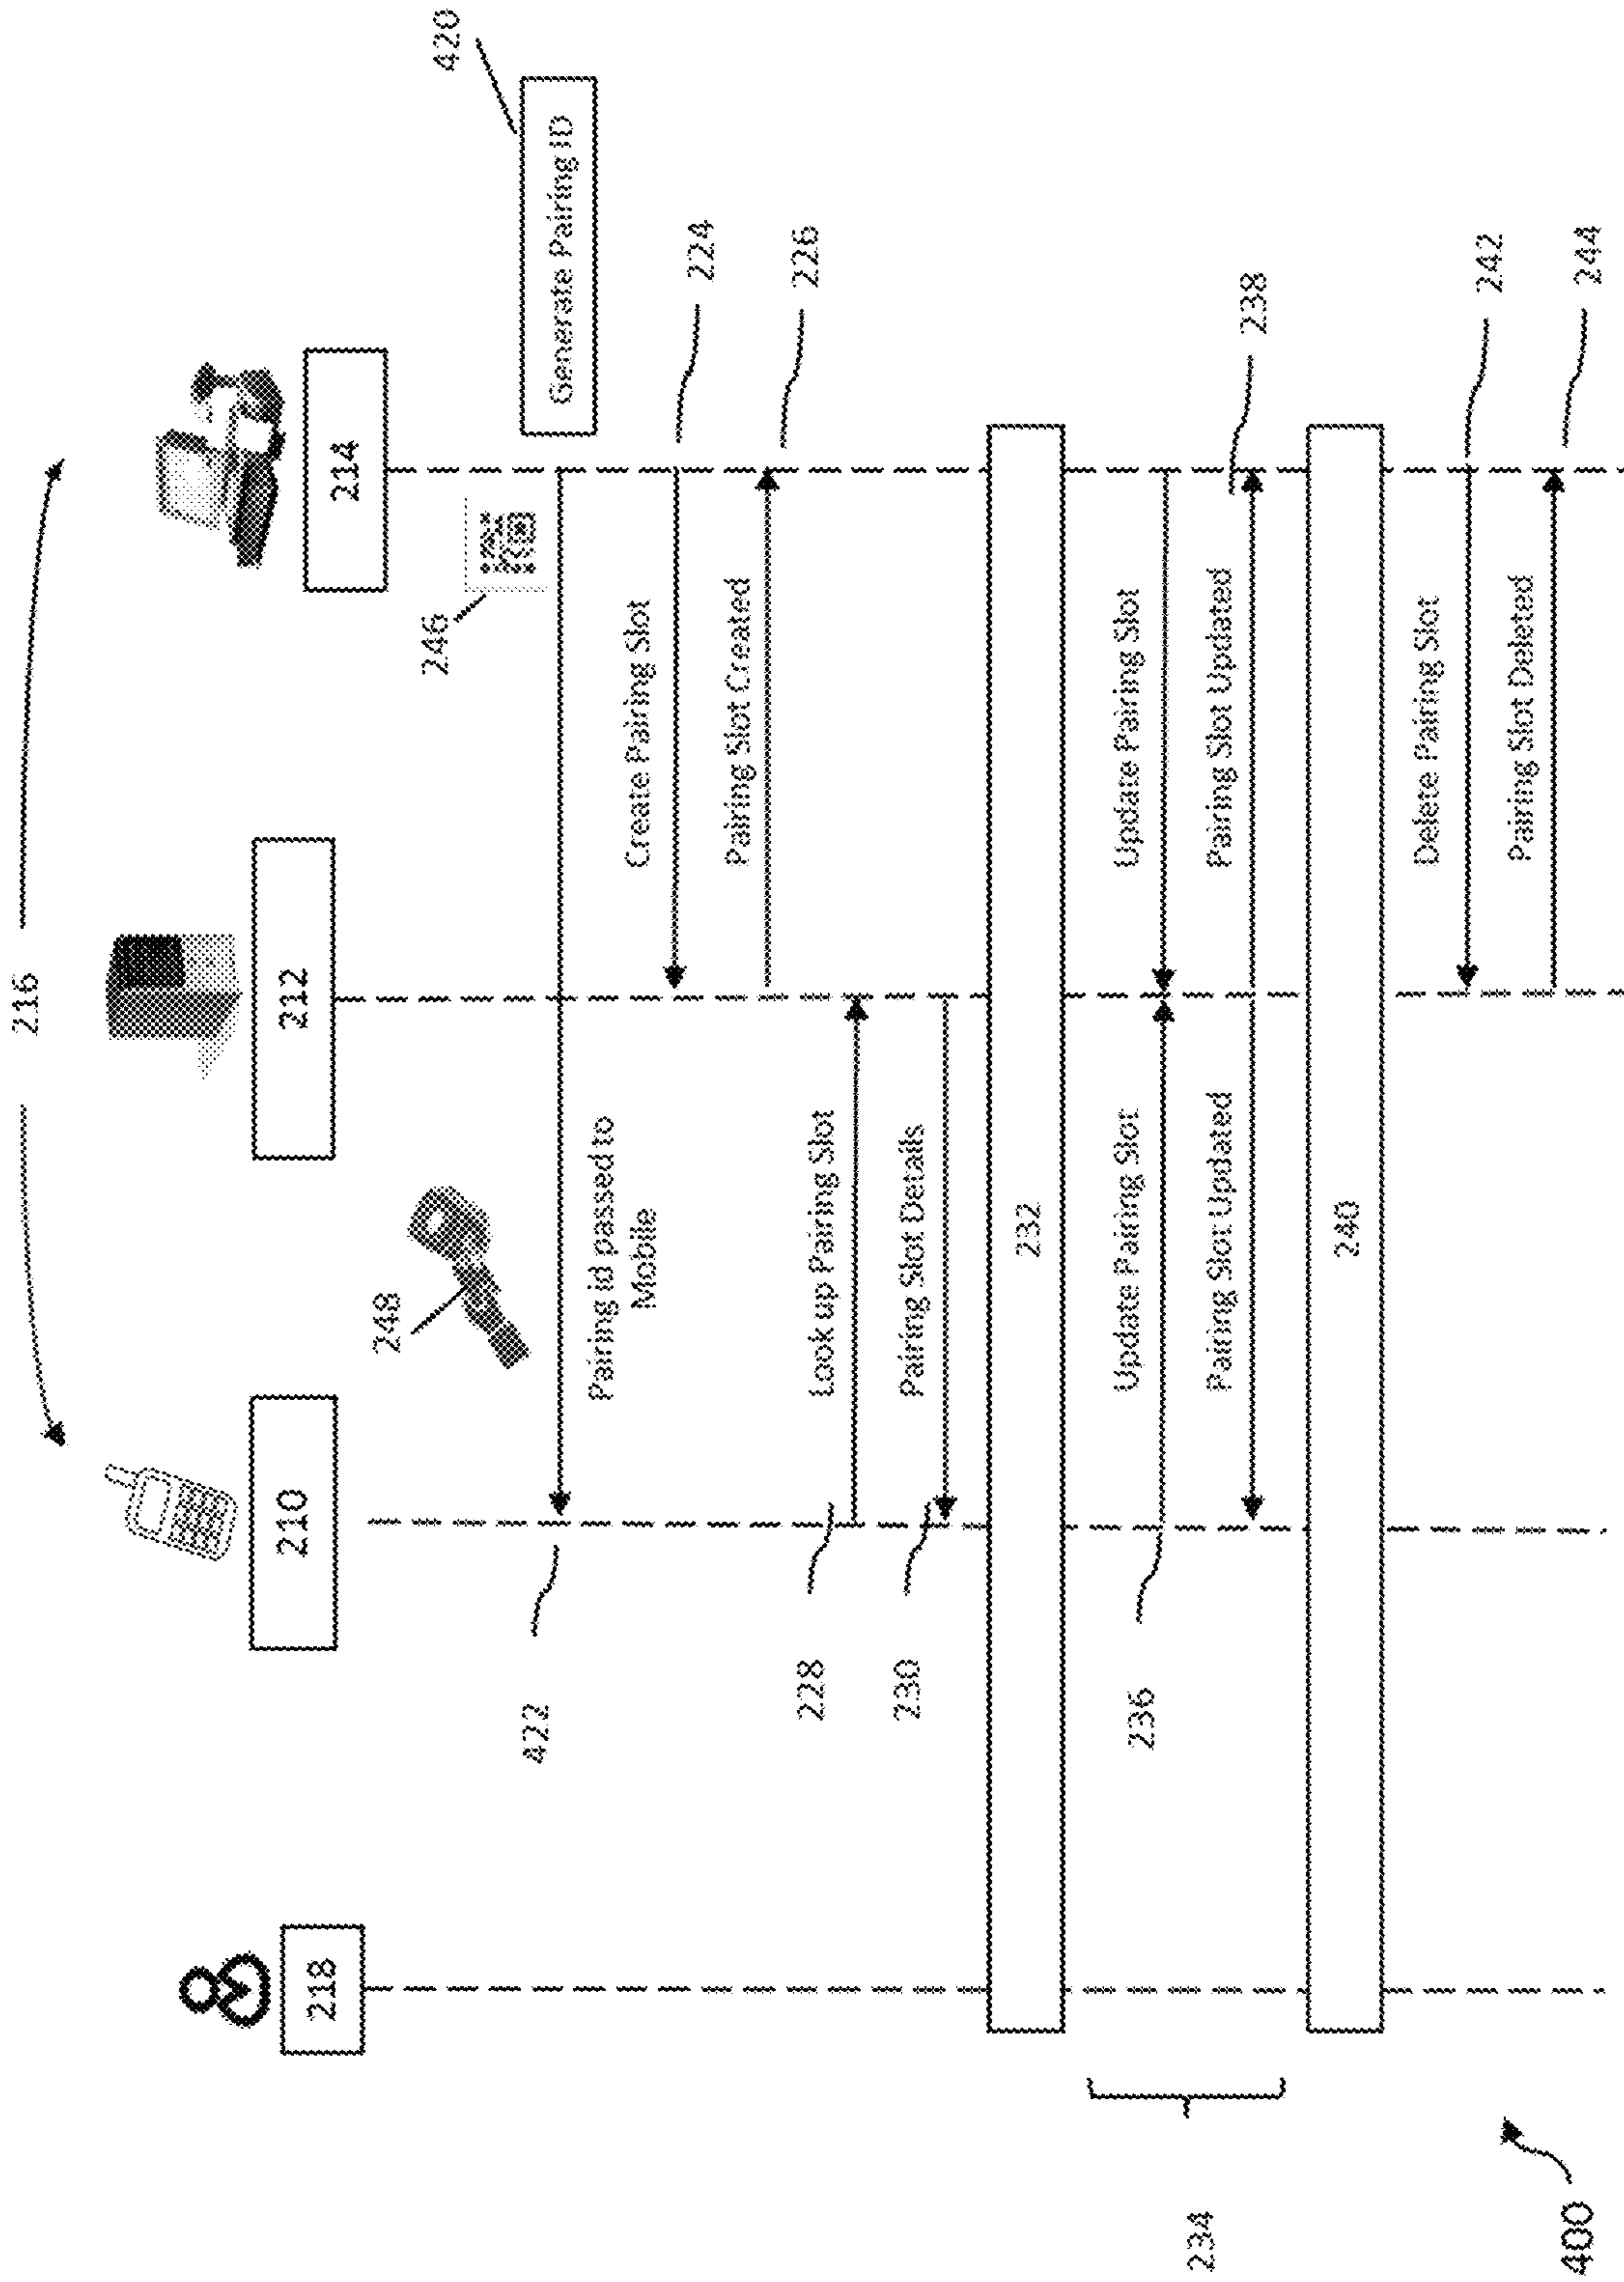 216
218
210
212
214
248
246
420
Generate Pairing ID
422
Pairing id passed to
Mobile
Create Pairing Slot
224
Pairing Slot Created
226
228
Look up Pairing Slot
230
Pairing Slot Details
232
234
236
Update Pairing Slot
Update Pairing Slot
Pairing Slot Updated
Pairing Slot Updated
238
240
Delete Pairing Slot
242
Pairing Slot Deleted
244
400